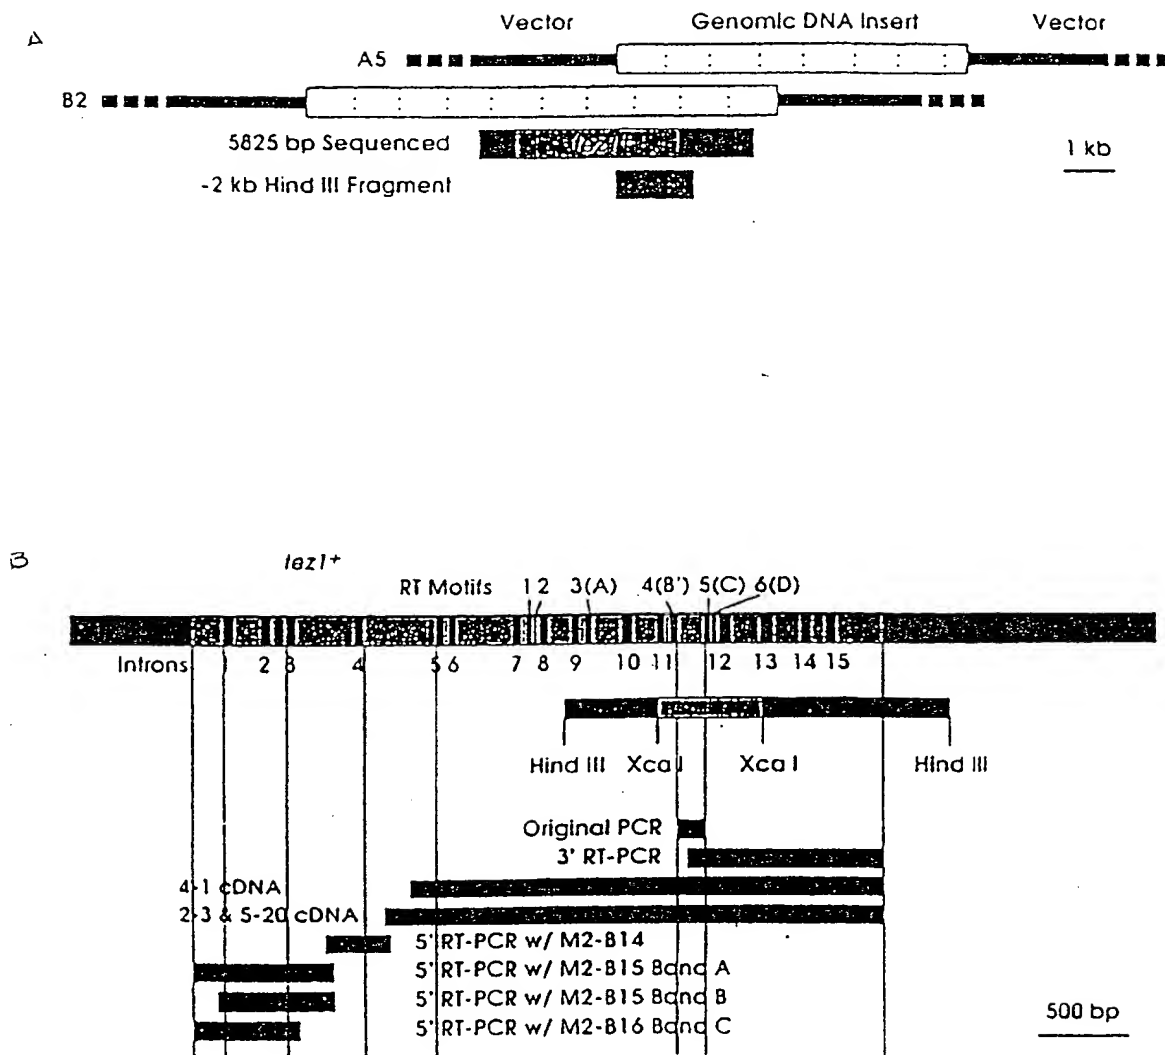 A
Vector Genomic DNA Insert Vector
A5
B2
5825 bp Sequenced tez1+
1 kb
-2 kb Hind III Fragment
B
tez1+
RT Motifs 1 2 3(A) 4(B') 5(C) 6(D)
Introns 1 2 3 4 5 6 7 8 9 10 11 12 13 14 15
Hind III Xca I Xca I Hind III
Original PCR
3' RT-PCR
4-1 cDNA
2-3 & 5-20 cDNA
5' RT-PCR w/ M2-B14
5' RT-PCR w/ M2-B15 Band A
5' RT-PCR w/ M2-B15 Band B
500 bp
5' RT-PCR w/ M2-B16 Band C